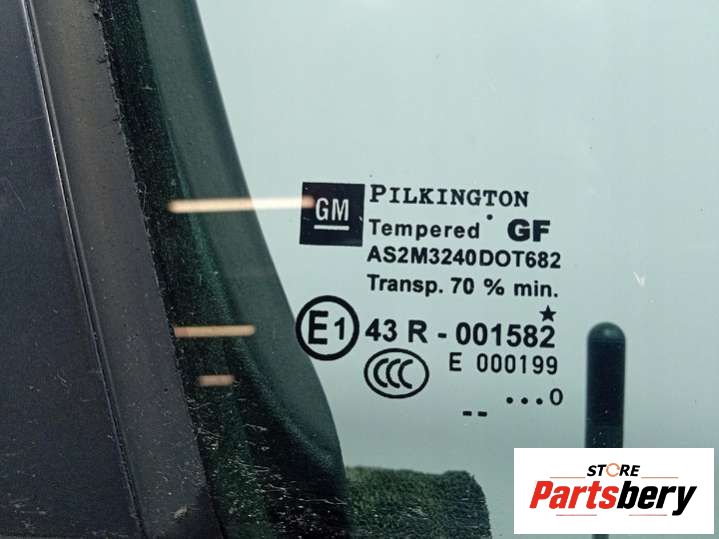 GM
PILKINGTON
Tempered GF
AS2M3240DOT682
Transp. 70 % min.
E1 43 R - 001582
CCC E 000199
...0
--
STORE
Partsbery